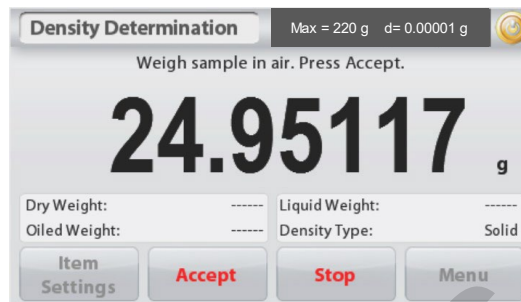 Density Determination Max = 220 g d= 0.00001 g
Weigh sample in air. Press Accept.
24.95117 g
Dry Weight: ------ Liquid Weight: ------
Oiled Weight: ------ Density Type: Solid
Item Settings Accept Stop Menu